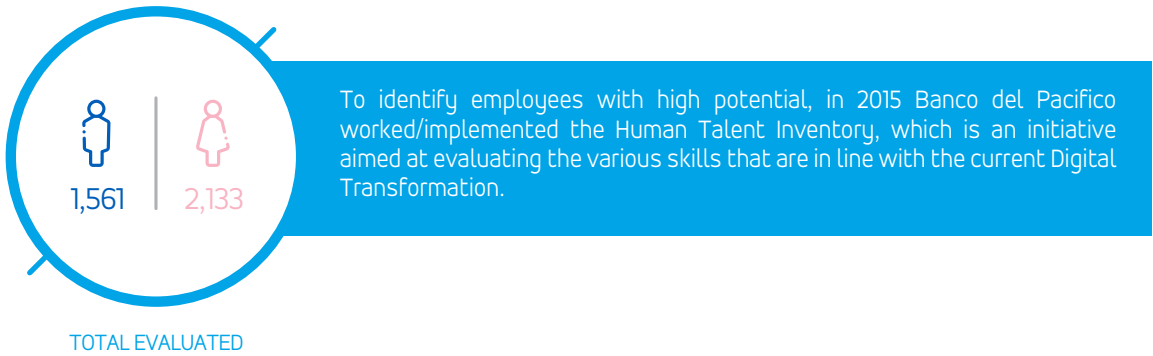 1,561
2,133
To identify employees with high potential, in 2015 Banco del Pacifico
worked/implemented the Human Talent Inventory, which is an initiative
aimed at evaluating the various skills that are in line with the current Digital
Transformation.
TOTAL EVALUATED